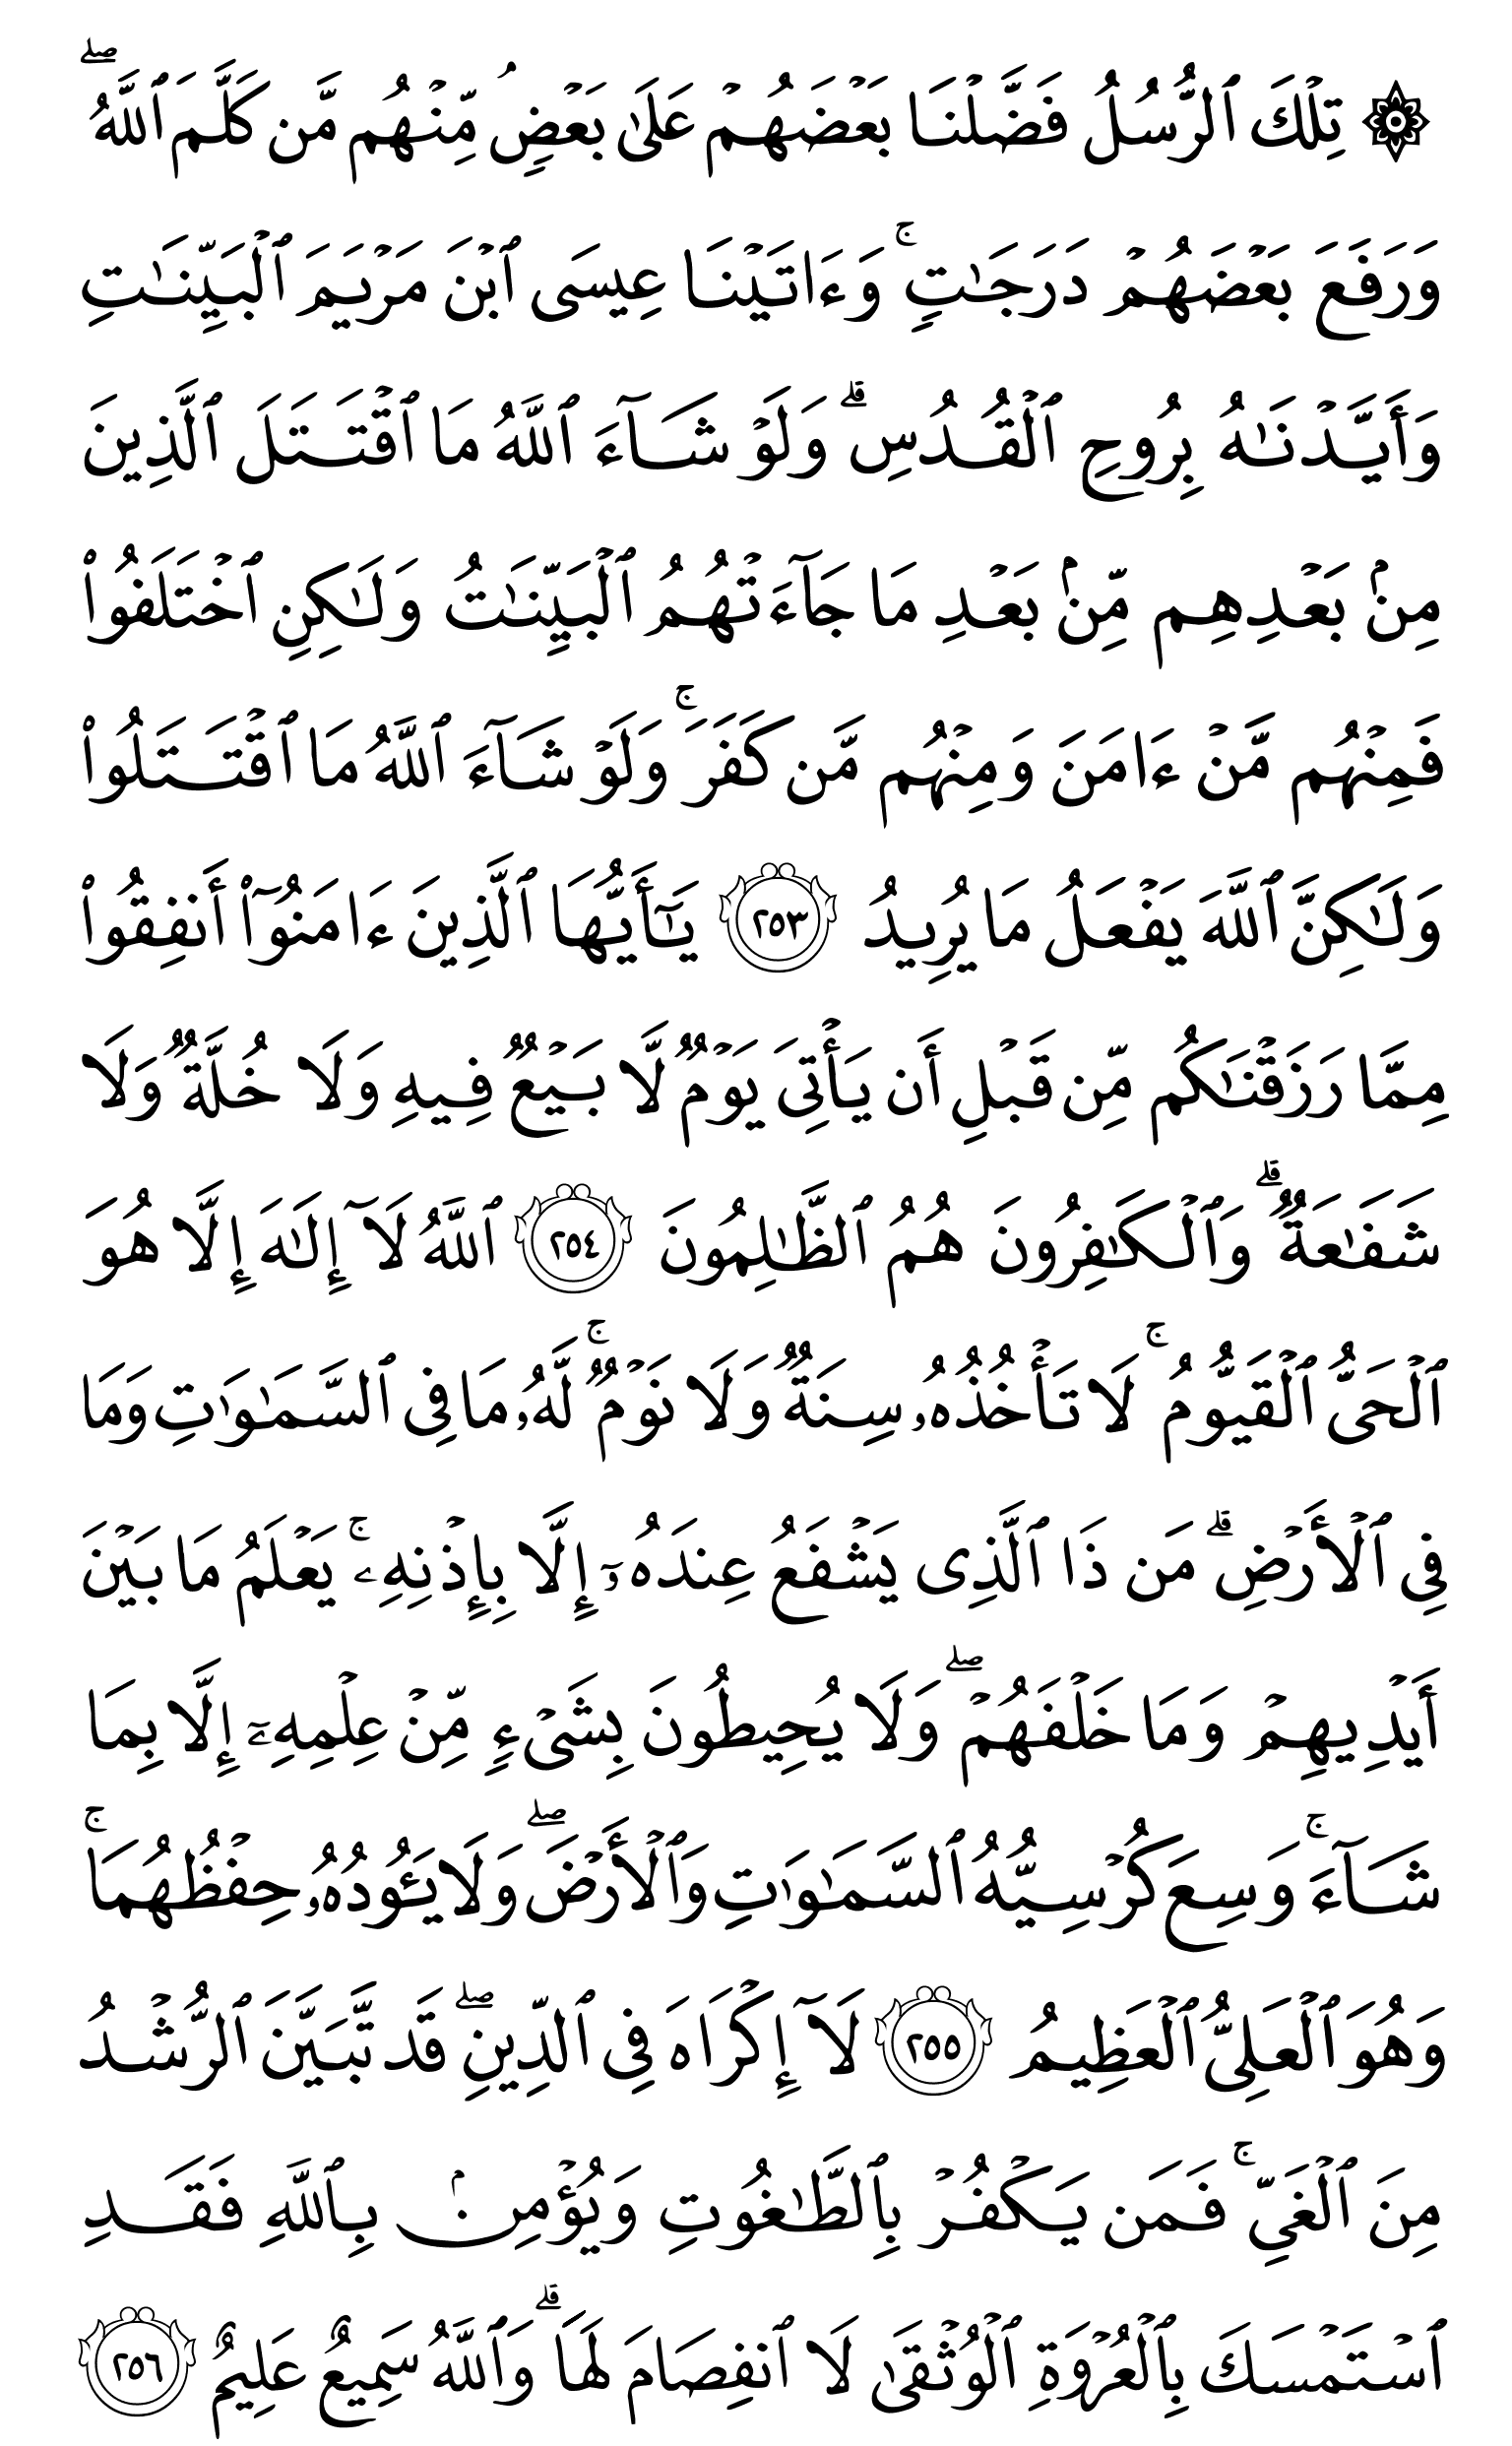 ۞ تِلۡكَ ٱلرُّسُلُ فَضَّلۡنَا بَعۡضَهُمۡ عَلَىٰ بَعۡضٖۘ مِّنۡهُم مَّن كَلَّمَ ٱللَّهُۖ
وَرَفَعَ بَعۡضَهُمۡ دَرَجَٰتٖۚ وَءَاتَيۡنَا عِيسَى ٱبۡنَ مَرۡيَمَ ٱلۡبَيِّنَٰتِ
وَأَيَّدۡنَٰهُ بِرُوحِ ٱلۡقُدُسِۗ وَلَوۡ شَآءَ ٱللَّهُ مَا ٱقۡتَتَلَ ٱلَّذِينَ
مِنۢ بَعۡدِهِم مِّنۢ بَعۡدِ مَا جَآءَتۡهُمُ ٱلۡبَيِّنَٰتُ وَلَٰكِنِ ٱخۡتَلَفُواْ
فَمِنۡهُم مَّنۡ ءَامَنَ وَمِنۡهُم مَّن كَفَرَۚ وَلَوۡ شَآءَ ٱللَّهُ مَا ٱقۡتَتَلُواْ
وَلَٰكِنَّ ٱللَّهَ يَفۡعَلُ مَا يُرِيدُ ٢٥٣ يَٰٓأَيُّهَا ٱلَّذِينَ ءَامَنُوٓاْ أَنفِقُواْ
مِمَّا رَزَقۡنَٰكُم مِّن قَبۡلِ أَن يَأۡتِيَ يَوۡمٞ لَّا بَيۡعٞ فِيهِ وَلَا خُلَّةٞ وَلَا
شَفَٰعَةٞۗ وَٱلۡكَٰفِرُونَ هُمُ ٱلظَّٰلِمُونَ ٢٥٤ ٱللَّهُ لَآ إِلَٰهَ إِلَّا هُوَ
ٱلۡحَيُّ ٱلۡقَيُّومُۚ لَا تَأۡخُذُهُۥ سِنَةٞ وَلَا نَوۡمٞۚ لَّهُۥ مَا فِي ٱلسَّمَٰوَٰتِ وَمَا
فِي ٱلۡأَرۡضِۗ مَن ذَا ٱلَّذِي يَشۡفَعُ عِندَهُۥٓ إِلَّا بِإِذۡنِهِۦۚ يَعۡلَمُ مَا بَيۡنَ
أَيۡدِيهِمۡ وَمَا خَلۡفَهُمۡۖ وَلَا يُحِيطُونَ بِشَيۡءٖ مِّنۡ عِلۡمِهِۦٓ إِلَّا بِمَا
شَآءَۚ وَسِعَ كُرۡسِيُّهُ ٱلسَّمَٰوَٰتِ وَٱلۡأَرۡضَۖ وَلَا يَـُٔودُهُۥ حِفۡظُهُمَاۚ
وَهُوَ ٱلۡعَلِيُّ ٱلۡعَظِيمُ ٢٥٥ لَآ إِكۡرَاهَ فِي ٱلدِّينِۖ قَد تَّبَيَّنَ ٱلرُّشۡدُ
مِنَ ٱلۡغَيِّۚ فَمَن يَكۡفُرۡ بِٱلطَّٰغُوتِ وَيُؤۡمِنۢ بِٱللَّهِ فَقَدِ
ٱسۡتَمۡسَكَ بِٱلۡعُرۡوَةِ ٱلۡوُثۡقَىٰ لَا ٱنفِصَامَ لَهَاۗ وَٱللَّهُ سَمِيعٌ عَلِيمٌ ٢٥٦